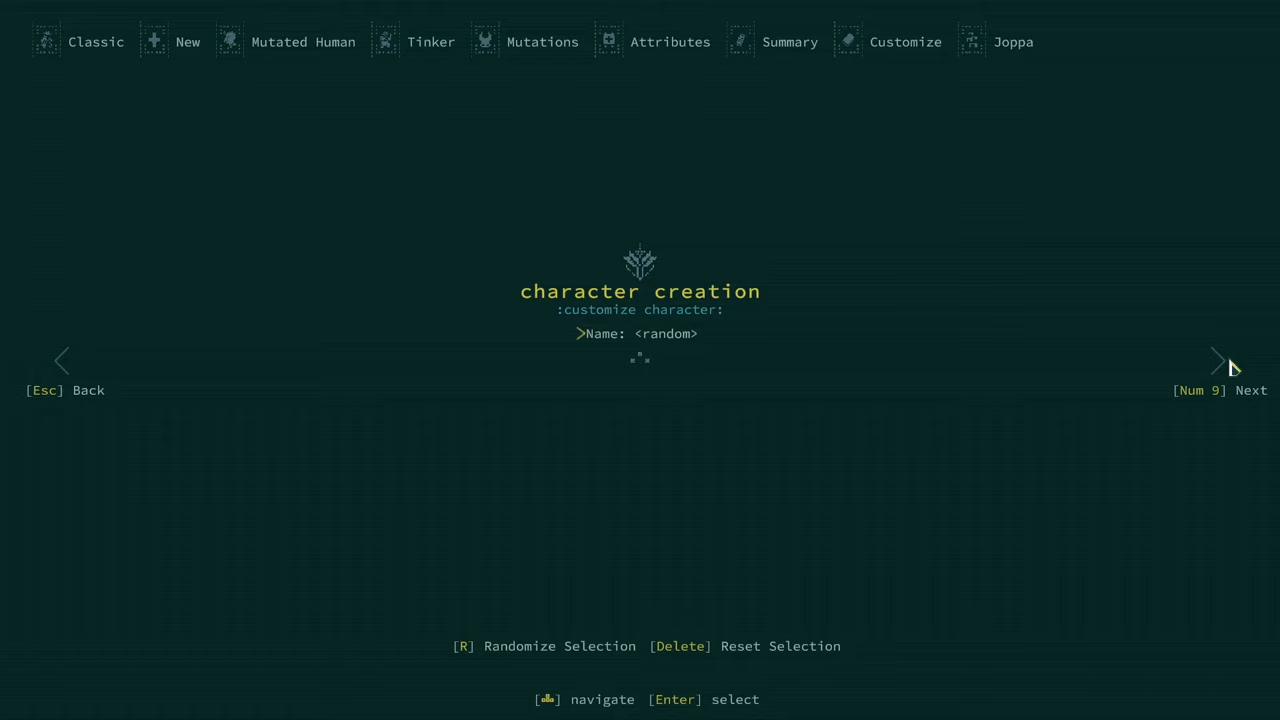 Classic New Mutated Human Tinker Mutations Attributes Summary Customize Joppa
character creation
:customize character:
>Name: <random>
[Esc] Back
[Num 9] Next
[R] Randomize Selection [Delete] Reset Selection
navigate [Enter] select